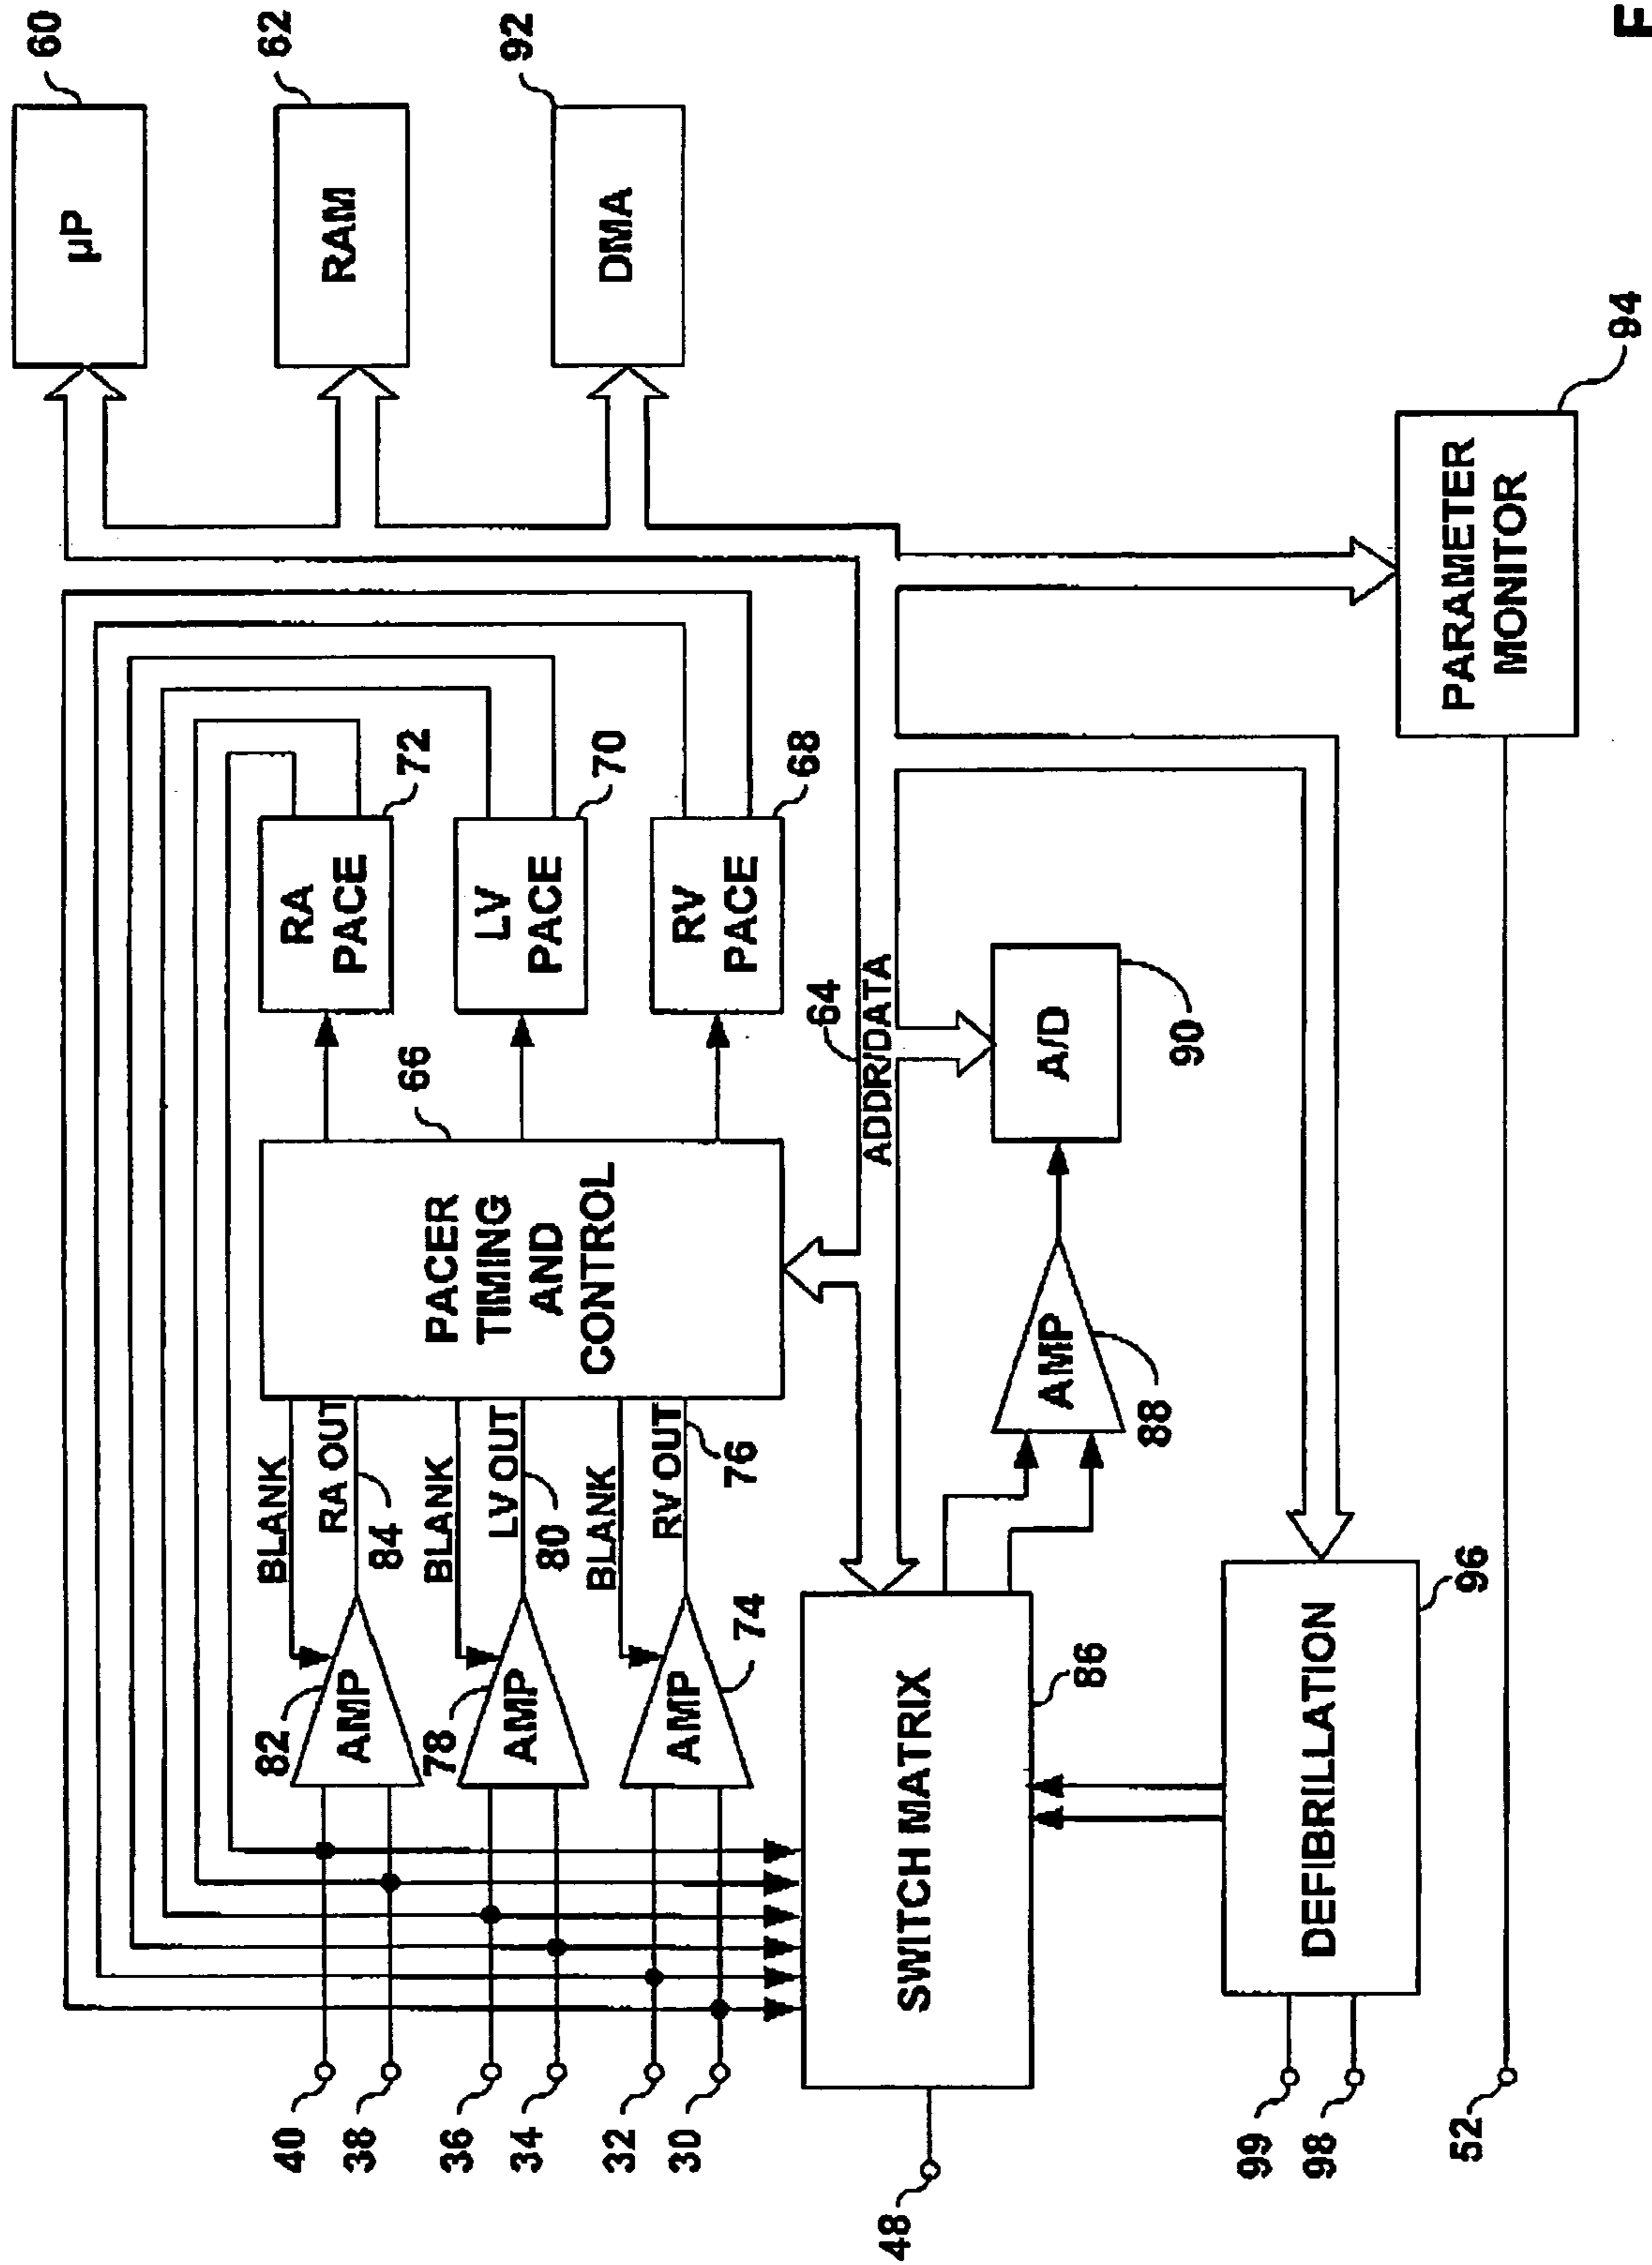 40
38
36
34
32
30
48
99
98
52
82
AMP
78
AMP
AMP
74
BLANK
RA OUT
84
BLANK
LV OUT
80
BLANK
RV OUT
76
PACER
TIMING
AND
CONTROL
66
RA
PACE
72
LV
PACE
70
RV
PACE
68
µP
60
RAM
62
DMA
92
64
ADDR/DATA
SWITCH MATRIX
86
AMP
88
A/D
90
DEFIBRILLATION
96
PARAMETER
MONITOR
94
F